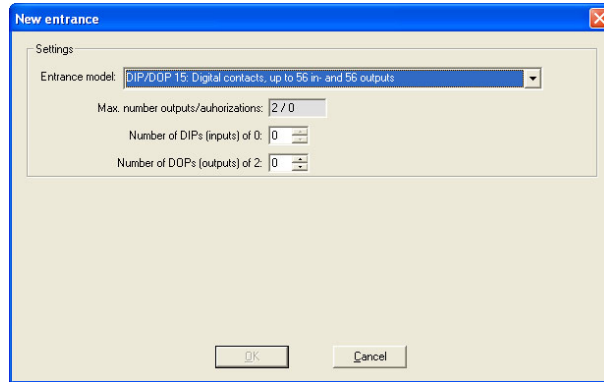 New entrance
Settings
Entrance model: DIP/DOP 15: Digital contacts, up to 56 in- and 56 outputs
Max. number outputs/auhorizations: 2 / 0
Number of DIPs (inputs) of 0: 0
Number of DOPs (outputs) of 2: 0
OK Cancel